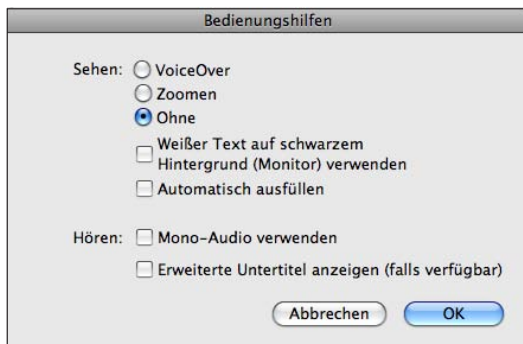 Bedienungshilfen
Sehen: VoiceOver
Zoomen
Ohne
Weißer Text auf schwarzem
Hintergrund (Monitor) verwenden
Automatisch ausfüllen
Hören: Mono-Audio verwenden
Erweiterte Untertitel anzeigen (falls verfügbar)
Abbrechen OK